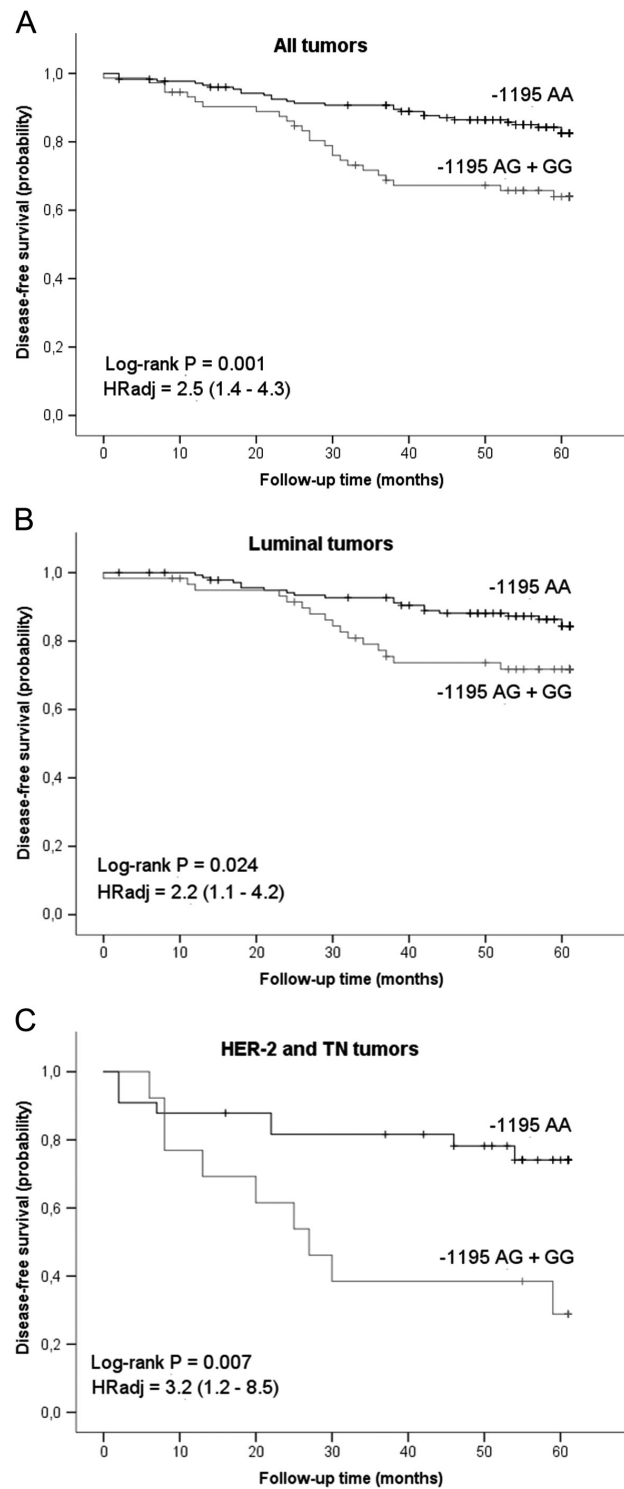 A
All tumors
1,0
-1195 AA
0,8
-1195 AG + GG
0,6
0,4
0,2
Log-rank P = 0.001
HRadj = 2.5 (1.4 - 4.3)
0,0
Disease-free survival (probability)
0 10 20 30 40 50 60
Follow-up time (months)
B
Luminal tumors
1,0
-1195 AA
0,8
-1195 AG + GG
0,6
0,4
0,2
Log-rank P = 0.024
HRadj = 2.2 (1.1 - 4.2)
0,0
Disease-free survival (probability)
0 10 20 30 40 50 60
Follow-up time (months)
C
HER-2 and TN tumors
1,0
-1195 AA
0,8
0,6
-1195 AG + GG
0,4
0,2
Log-rank P = 0.007
HRadj = 3.2 (1.2 - 8.5)
0,0
Disease-free survival (probability)
0 10 20 30 40 50 60
Follow-up time (months)